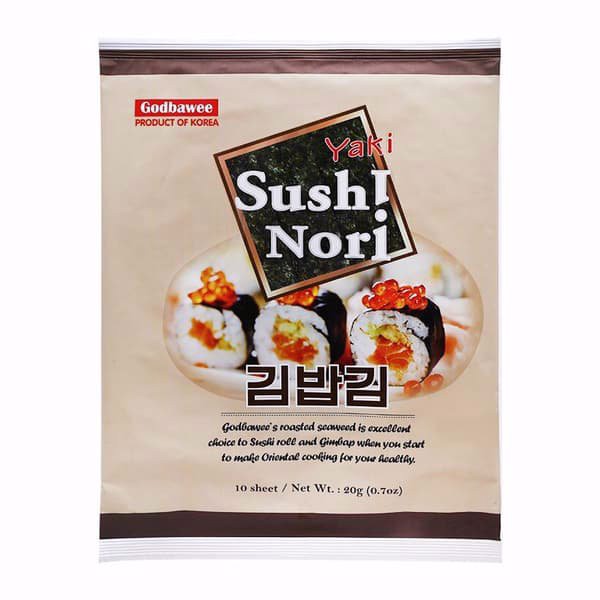 Godbawee
PRODUCT OF KOREA
Yaki
Sushi
Nori
김밥김
Godbawee's roasted seaweed is excellent
choice to Sushi roll and Gimbap when you start
to make Oriental cooking for your healthy.
10 sheet / Net Wt. : 20g (0.7oz)